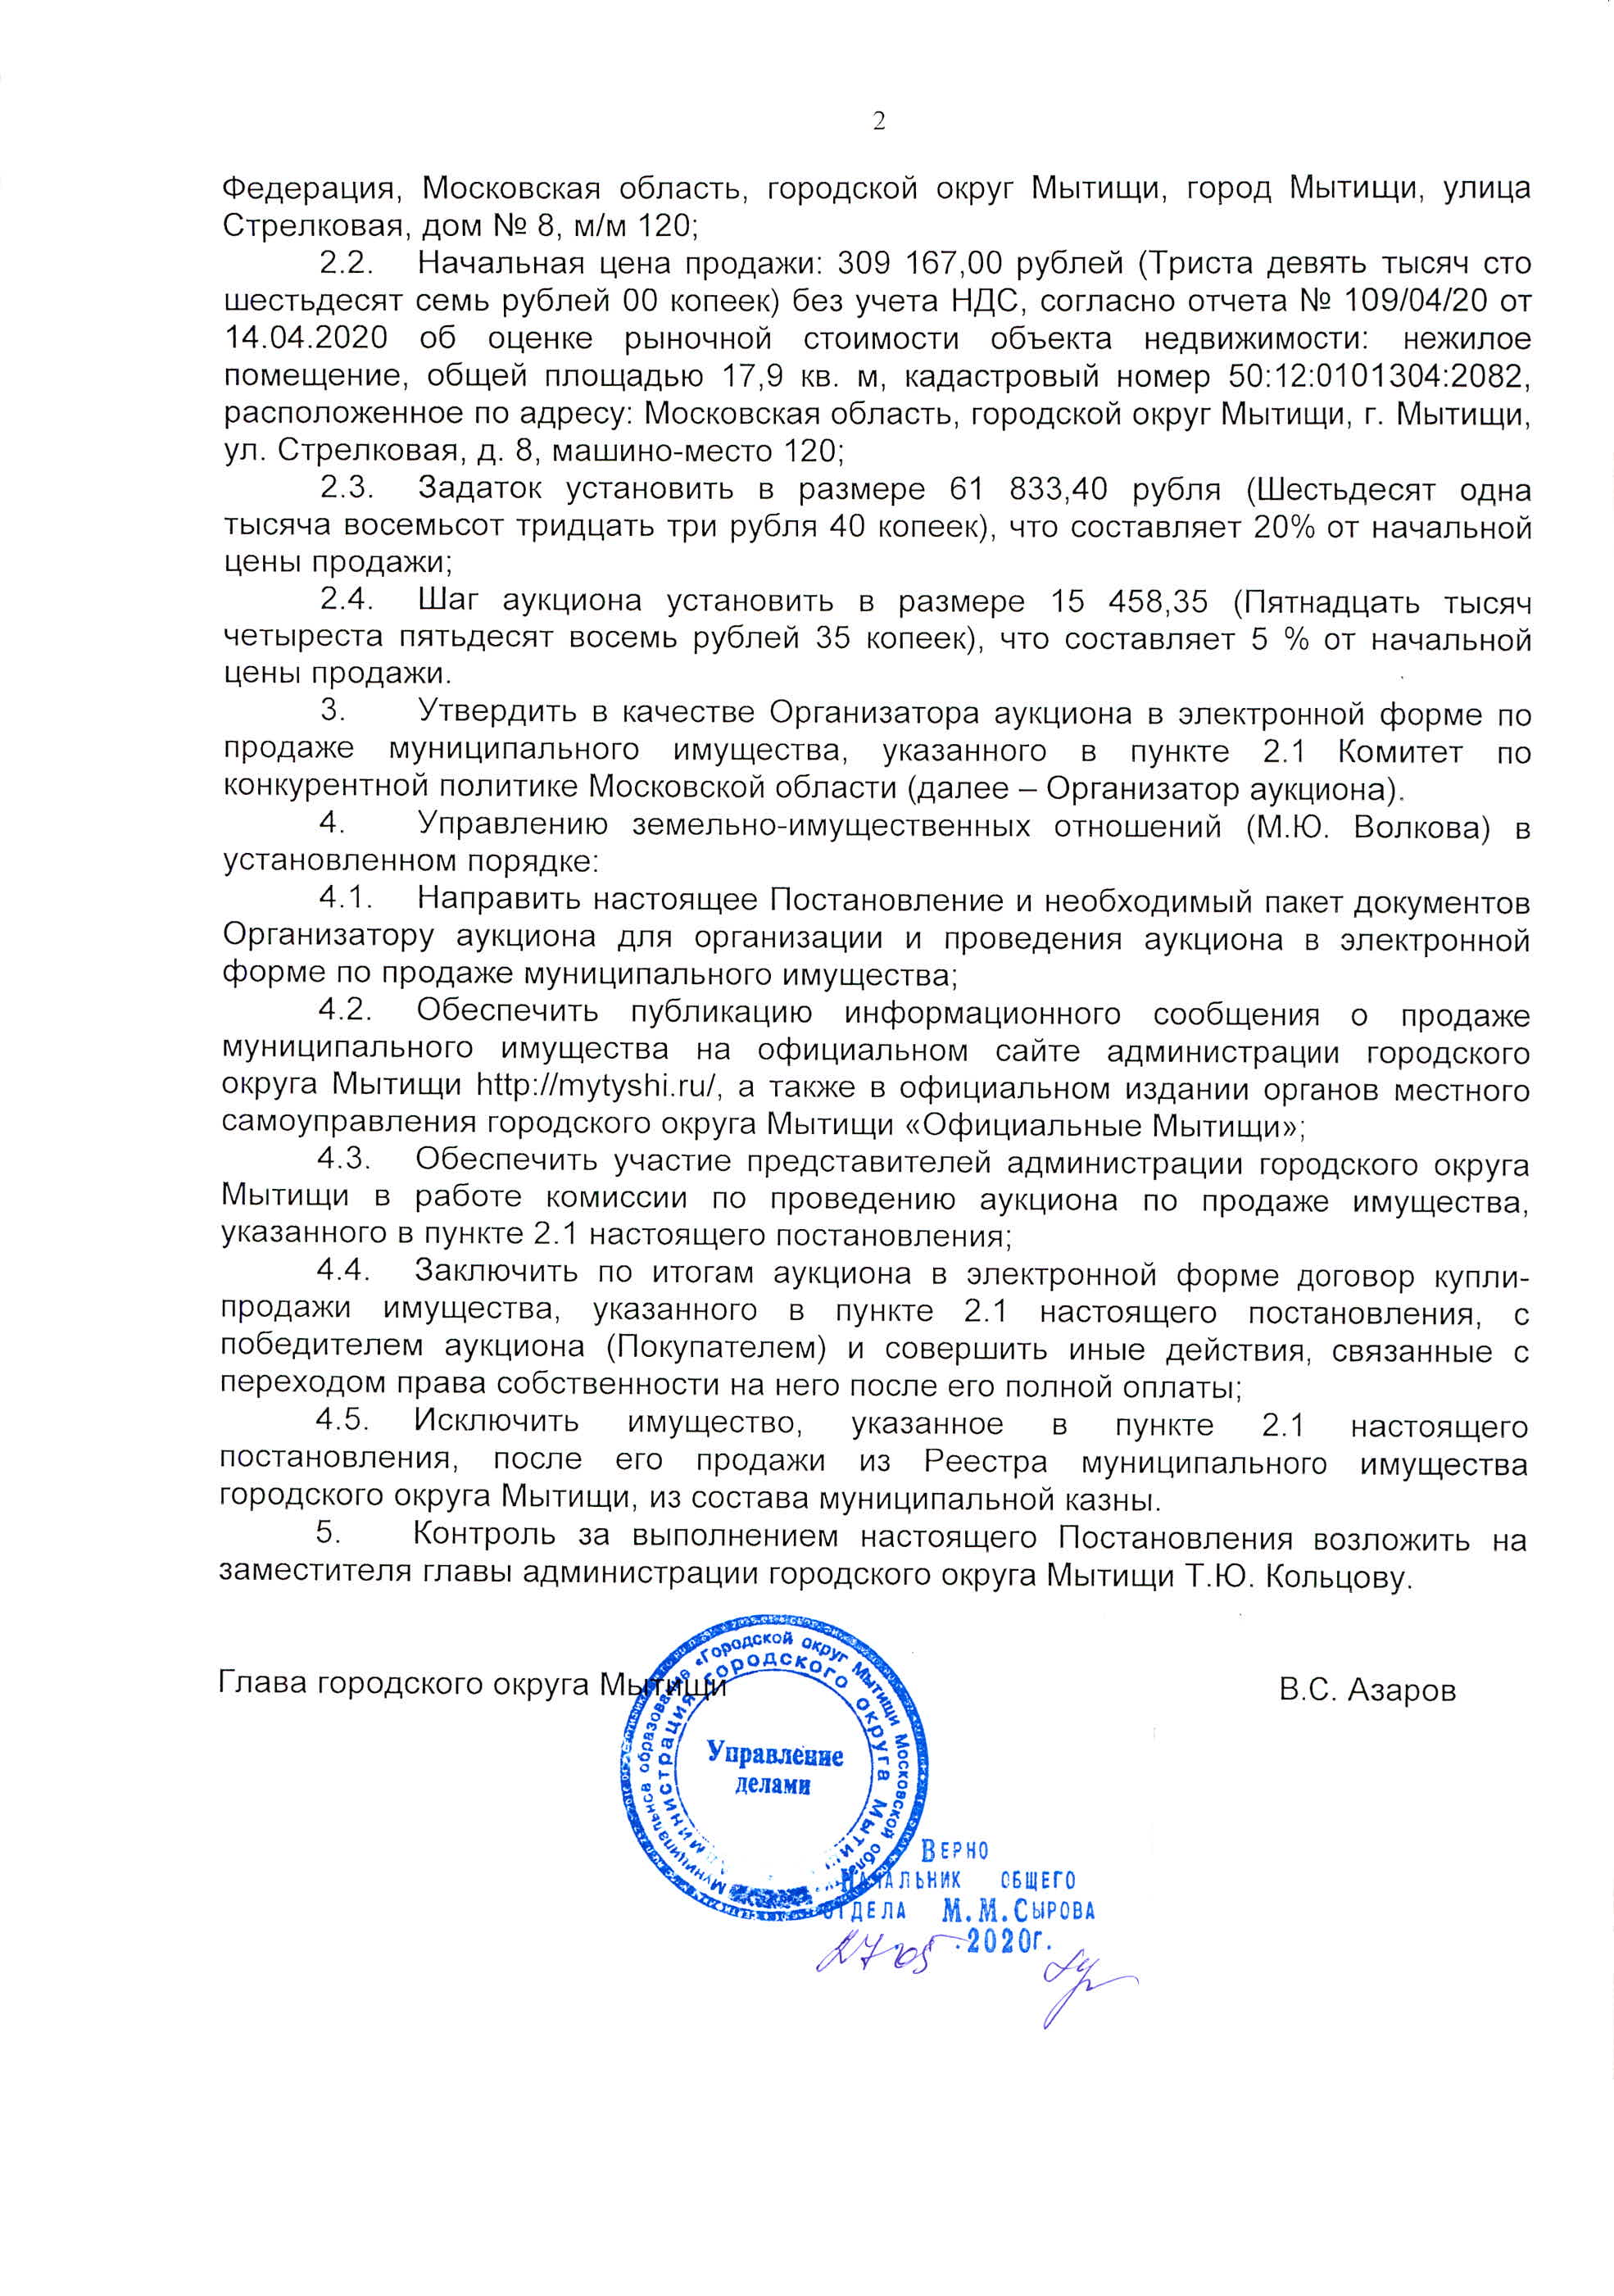 2
Федерация, Московская область, городской округ Мытищи, город Мытищи, улица
Стрелковая, дом № 8, м/м 120;
2.2. Начальная цена продажи: 309 167,00 рублей (Триста девять тысяч сто
шестьдесят семь рублей 00 копеек) без учета НДС, согласно отчета № 109/04/20 от
14.04.2020 об оценке рыночной стоимости объекта недвижимости: нежилое
помещение, общей площадью 17,9 кв. м, кадастровый номер 50:12:0101304:2082,
расположенное по адресу: Московская область, городской округ Мытищи, г. Мытищи,
ул. Стрелковая, д. 8, машино-место 120;
2.3. Задаток установить в размере 61 833,40 рубля (Шестьдесят одна
тысяча восемьсот тридцать три рубля 40 копеек), что составляет 20% от начальной
цены продажи;
2.4. Шаг аукциона установить в размере 15 458,35 (Пятнадцать тысяч
четыреста пятьдесят восемь рублей 35 копеек), что составляет 5 % от начальной
цены продажи.
3. Утвердить в качестве Организатора аукциона в электронной форме по
продаже муниципального имущества, указанного в пункте 2.1 Комитет по
конкурентной политике Московской области (далее – Организатор аукциона).
4. Управлению земельно-имущественных отношений (М.Ю. Волкова) в
установленном порядке:
4.1. Направить настоящее Постановление и необходимый пакет документов
Организатору аукциона для организации и проведения аукциона в электронной
форме по продаже муниципального имущества;
4.2. Обеспечить публикацию информационного сообщения о продаже
муниципального имущества на официальном сайте администрации городского
округа Мытищи http://mytyshi.ru/, а также в официальном издании органов местного
самоуправления городского округа Мытищи «Официальные Мытищи»;
4.3. Обеспечить участие представителей администрации городского округа
Мытищи в работе комиссии по проведению аукциона по продаже имущества,
указанного в пункте 2.1 настоящего постановления;
4.4. Заключить по итогам аукциона в электронной форме договор купли-
продажи имущества, указанного в пункте 2.1 настоящего постановления, с
победителем аукциона (Покупателем) и совершить иные действия, связанные с
переходом права собственности на него после его полной оплаты;
4.5. Исключить имущество, указанное в пункте 2.1 настоящего
постановления, после его продажи из Реестра муниципального имущества
городского округа Мытищи, из состава муниципальной казны.
5. Контроль за выполнением настоящего Постановления возложить на
заместителя главы администрации городского округа Мытищи Т.Ю. Кольцову.
Глава городского округа Мытищи В.С. Азаров
Муниципальное образование «Городской округ Мытищи Московской
городского округа
Управление
делами
Верно
Начальник общего
отдела М.М.Сырова
27 05 .2020г.